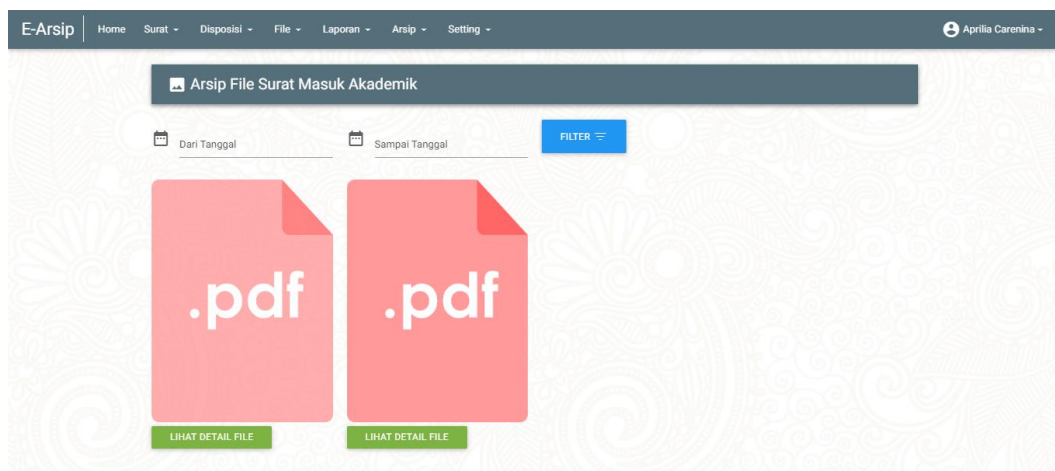 E-Arsip Home Surat Disposisi File Laporan Arsip Setting Aprilia Carenina
Arsip File Surat Masuk Akademik
Dari Tanggal Sampai Tanggal FILTER
.pdf .pdf
LIHAT DETAIL FILE LIHAT DETAIL FILE